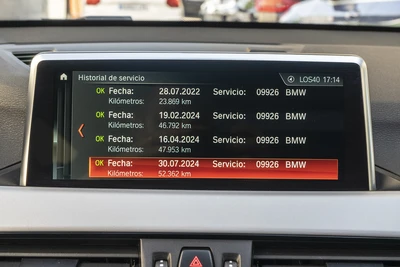 Historial de servicio LOS40 17:14
OK Fecha: 28.07.2022 Servicio: 09926 BMW
Kilómetros: 23.869 km
OK Fecha: 19.02.2024 Servicio: 09926 BMW
Kilómetros: 46.792 km
OK Fecha: 16.04.2024 Servicio: 09926 BMW
Kilómetros: 47.953 km
OK Fecha: 30.07.2024 Servicio: 09926 BMW
Kilómetros: 52.362 km